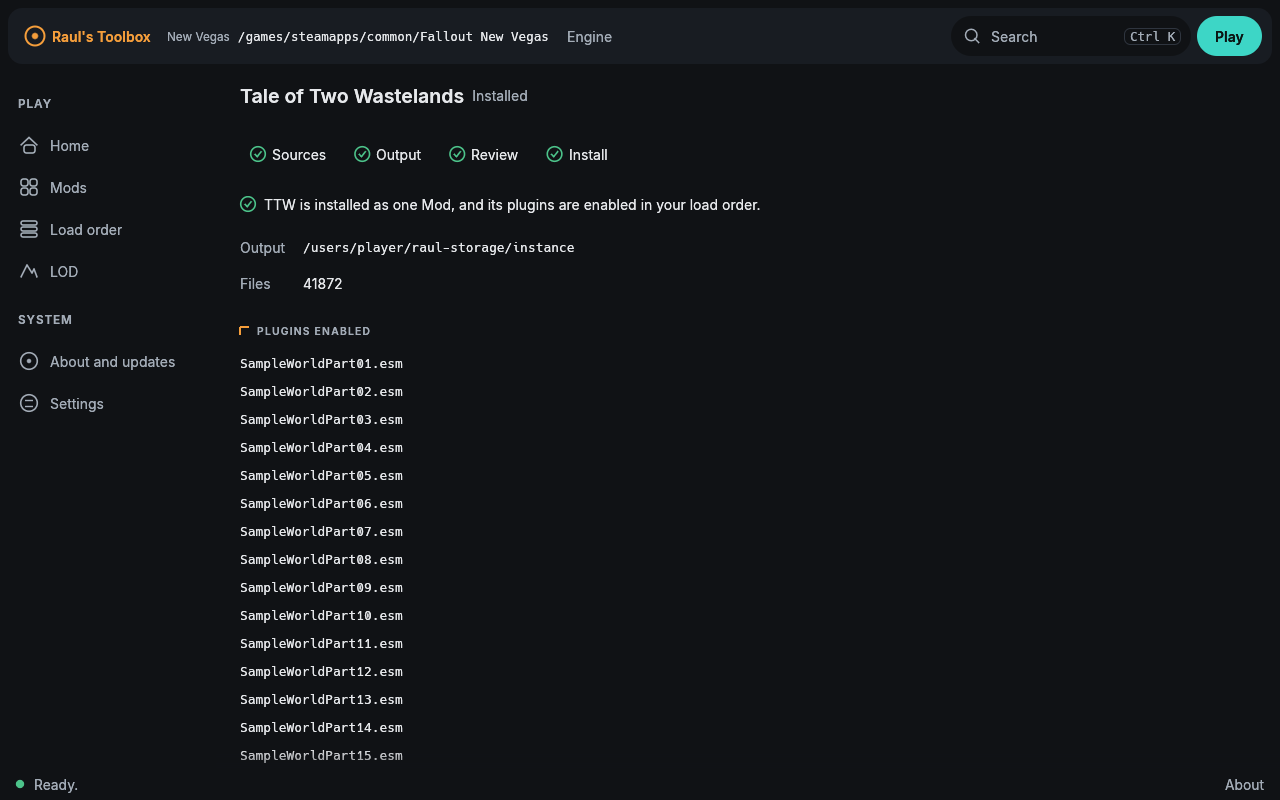 Raul's Toolbox New Vegas /games/steamapps/common/Fallout New Vegas Engine Search Ctrl K Play
PLAY
Home
Mods
Load order
LOD
SYSTEM
About and updates
Settings
Tale of Two Wastelands Installed
Sources Output Review Install
TTW is installed as one Mod, and its plugins are enabled in your load order.
Output /users/player/raul-storage/instance
Files 41872
PLUGINS ENABLED
SampleWorldPart01.esm
SampleWorldPart02.esm
SampleWorldPart03.esm
SampleWorldPart04.esm
SampleWorldPart05.esm
SampleWorldPart06.esm
SampleWorldPart07.esm
SampleWorldPart08.esm
SampleWorldPart09.esm
SampleWorldPart10.esm
SampleWorldPart11.esm
SampleWorldPart12.esm
SampleWorldPart13.esm
SampleWorldPart14.esm
SampleWorldPart15.esm
Ready. About